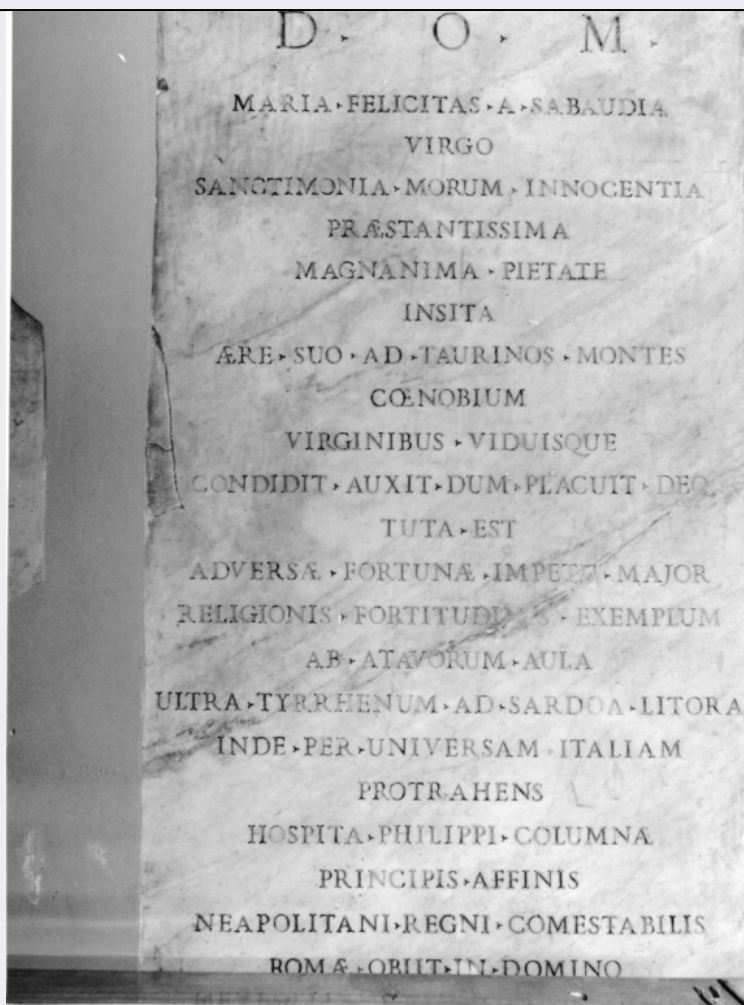 D · O · M ·
MARIA · FELICITAS · A · SABAUDIA
VIRGO
SANCTIMONIA · MORUM · INNOCENTIA
PRÆSTANTISSIMA
MAGNANIMA · PIETATE
INSITA
ÆRE · SUO · AD · TAURINOS · MONTES
CŒNOBIUM
VIRGINIBUS · VIDUISQUE
CONDIDIT · AUXIT · DUM · PLACUIT · DEO
TUTA · EST
ADVERSÆ · FORTUNÆ · IMPETU · MAJOR
RELIGIONIS · FORTITUDINIS · EXEMPLUM
AB · ATAVORUM · AULA
ULTRA · TYRRHENUM · AD · SARDOA · LITORA
INDE · PER · UNIVERSAM · ITALIAM
PROTRAHENS
HOSPITA · PHILIPPI · COLUMNÆ
PRINCIPIS · AFFINIS
NEAPOLITANI · REGNI · COMESTABILIS
ROMÆ · OBIIT · IN · DOMINO